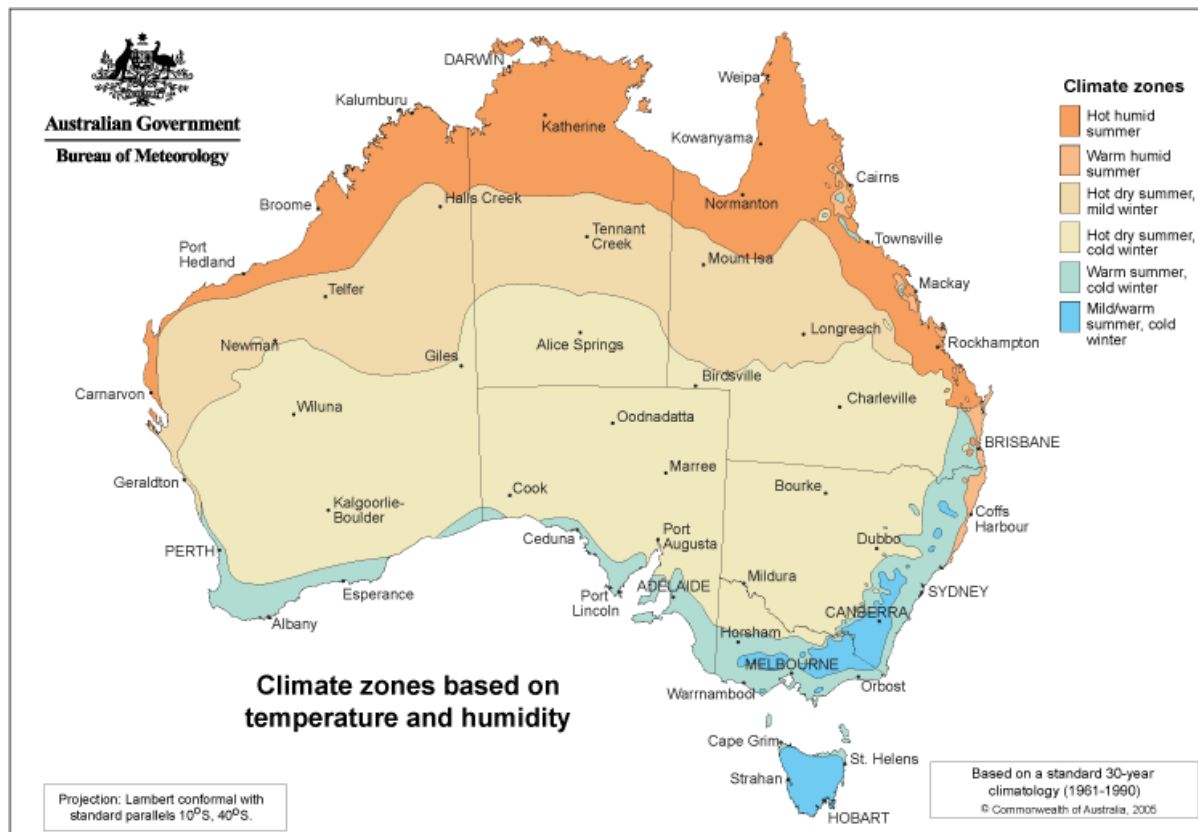 Australian Government
Bureau of Meteorology
DARWIN
Kalumburu
Katherine
Weipa
Kowanyama
Climate zones
Hot humid
summer
Warm humid
summer
Hot dry summer,
mild winter
Hot dry summer,
cold winter
Warm summer,
cold winter
Mild/warm
summer, cold
winter
Cairns
Broome
Halls Creek
Normanton
Tennant
Creek
Townsville
Port
Hedland
Mount Isa
Telfer
Mackay
Newman
Giles
Alice Springs
Longreach
Rockhampton
Carnarvon
Birdsville
Wiluna
Oodnadatta
Charleville
BRISBANE
Geraldton
Marree
Bourke
Kalgoorlie-
Boulder
Cook
Coffs
Harbour
PERTH
Ceduna
Port
Augusta
Dubbo
Esperance
Port
Lincoln
ADELAIDE
Mildura
SYDNEY
Albany
CANBERRA
Horsham
MELBOURNE
Warrnambool
Orbost
Climate zones based on
temperature and humidity
Cape Grim
St. Helens
Strahan
HOBART
Projection: Lambert conformal with
standard parallels 10°S, 40°S.
Based on a standard 30-year
climatology (1961-1990)
© Commonwealth of Australia, 2005